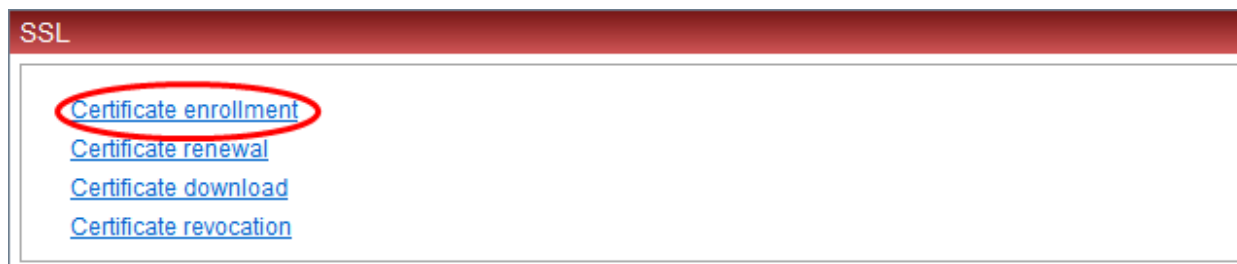 SSL
Certificate enrollment
Certificate renewal
Certificate download
Certificate revocation